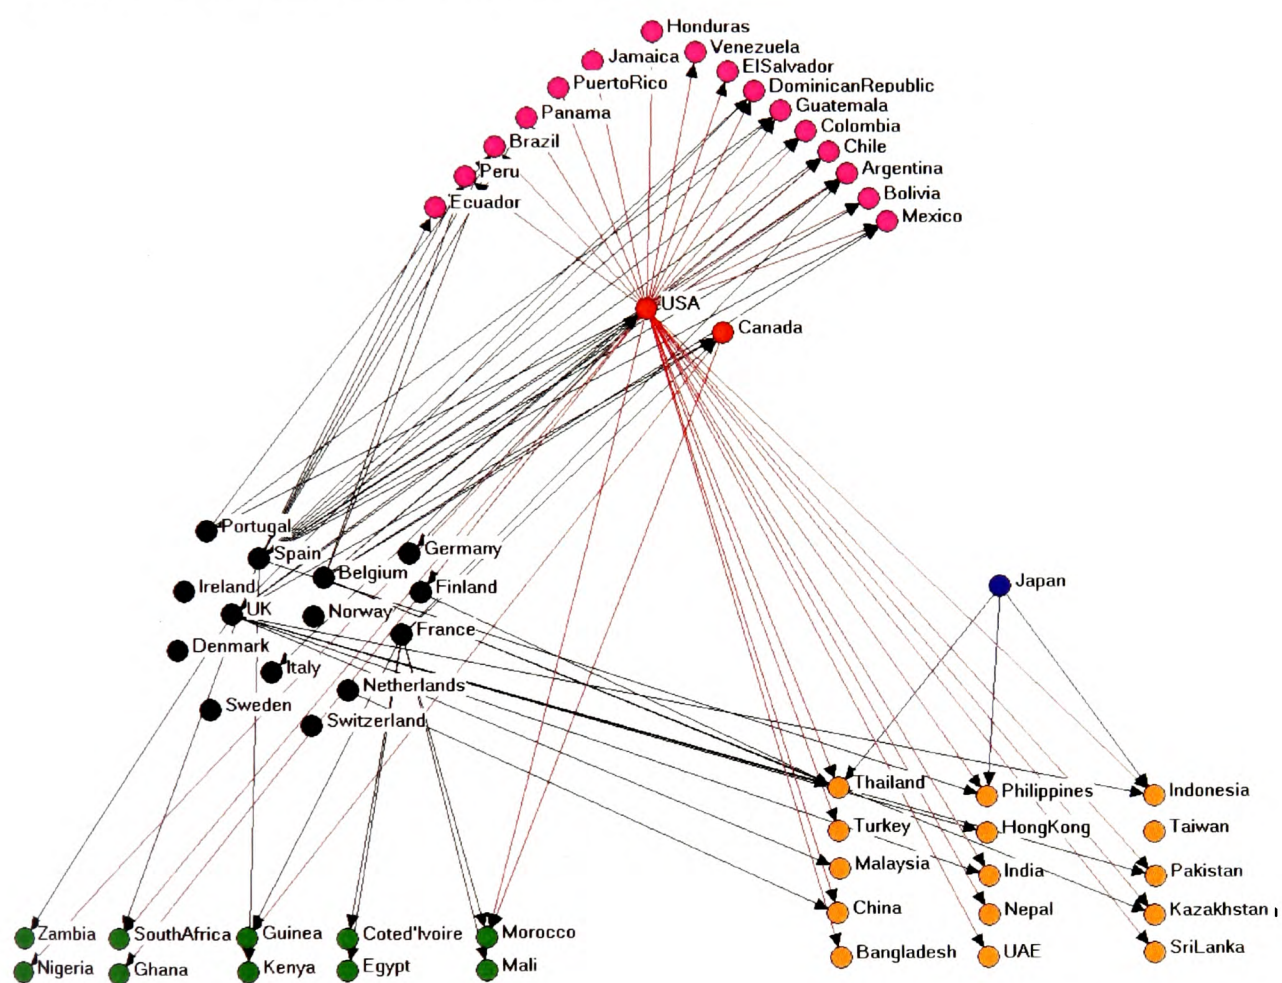 Honduras
Venezuela
Jamaica
ElSalvador
PuertoRico
DominicanRepublic
Guatemala
Panama
Colombia
Brazil
Chile
Peru
Argentina
Bolivia
Ecuador
Mexico
USA
Canada
Portugal
Spain
Germany
Belgium
Ireland
Finland
Japan
UK
Norway
France
Denmark
Italy
Netherlands
Sweden
Switzerland
Thailand
Philippines
Indonesia
Turkey
HongKong
Taiwan
Malaysia
India
Pakistan
China
Nepal
Kazakhstan
Zambia
SouthAfrica
Guinea
Coted'Ivoire
Morocco
Bangladesh
UAE
SriLanka
Nigeria
Ghana
Kenya
Egypt
Mali